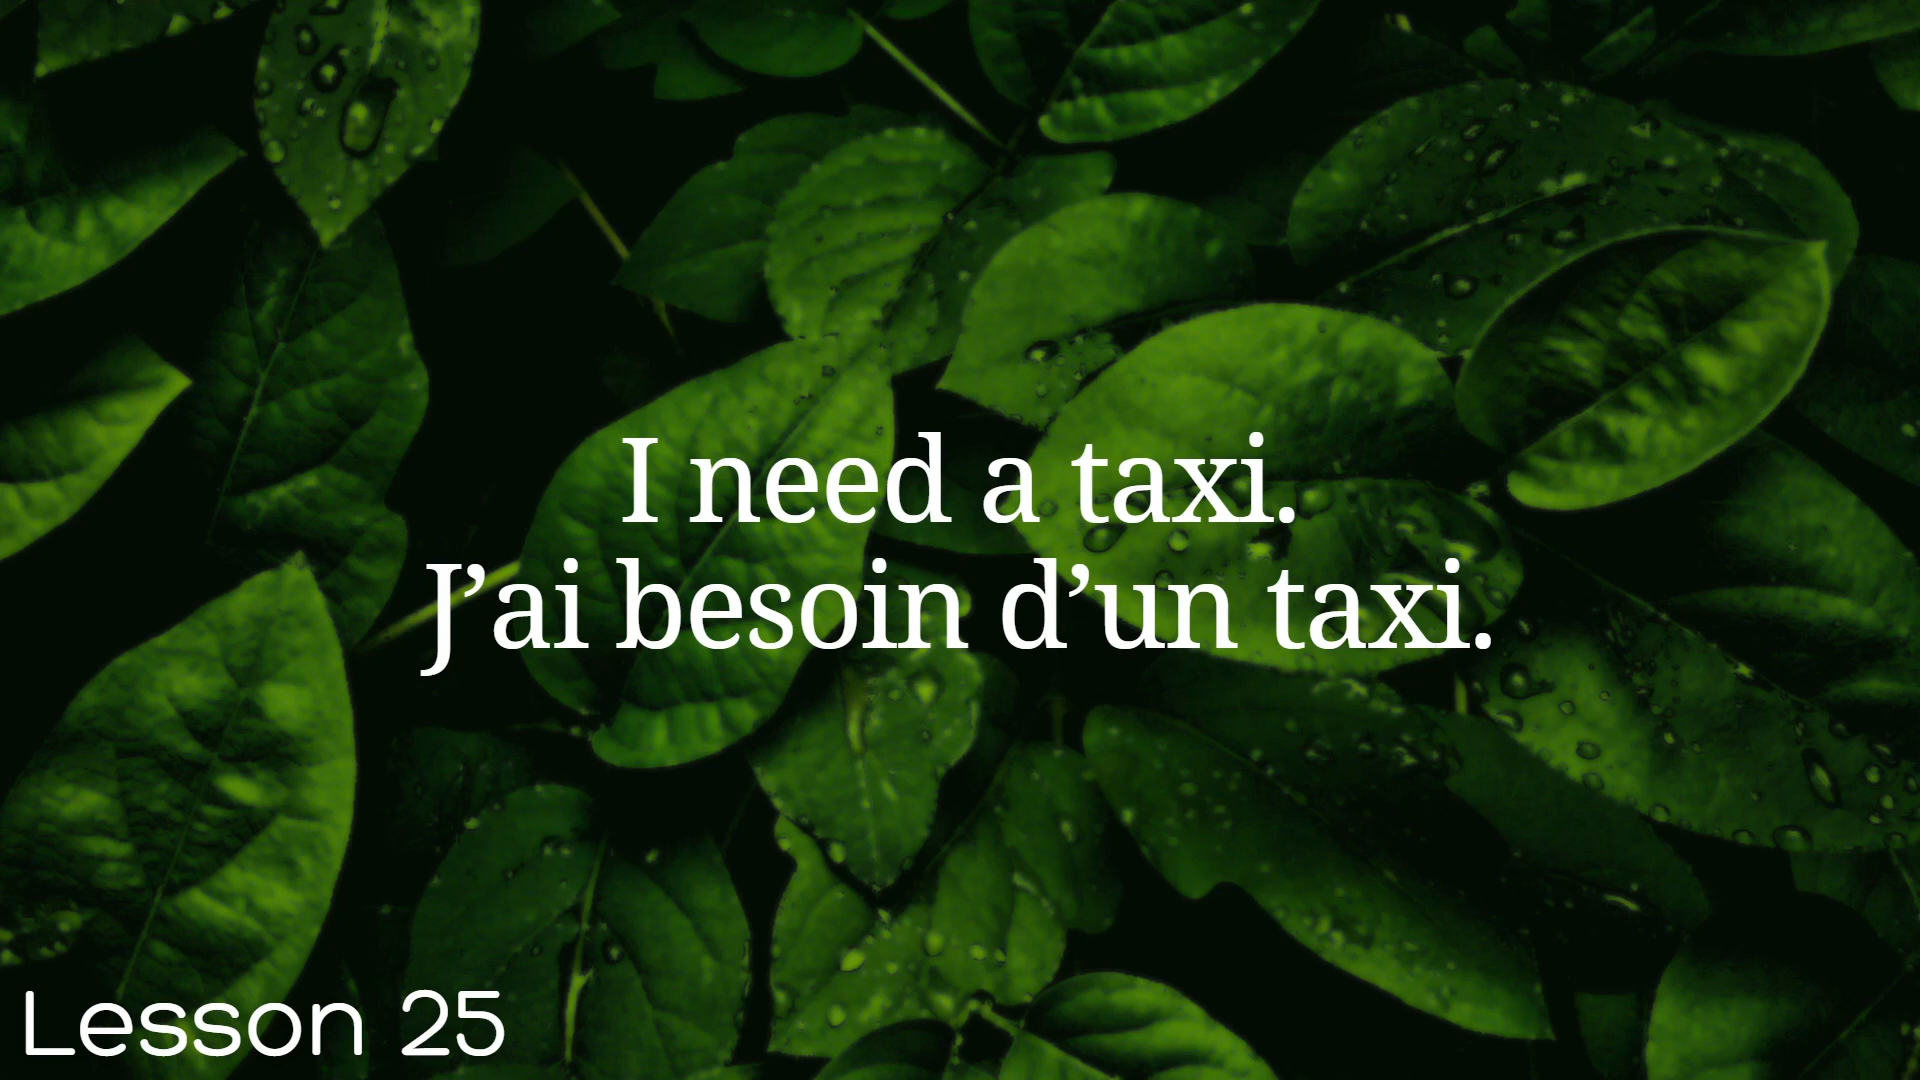 I need a taxi.
J’ai besoin d’un taxi.
Lesson 25